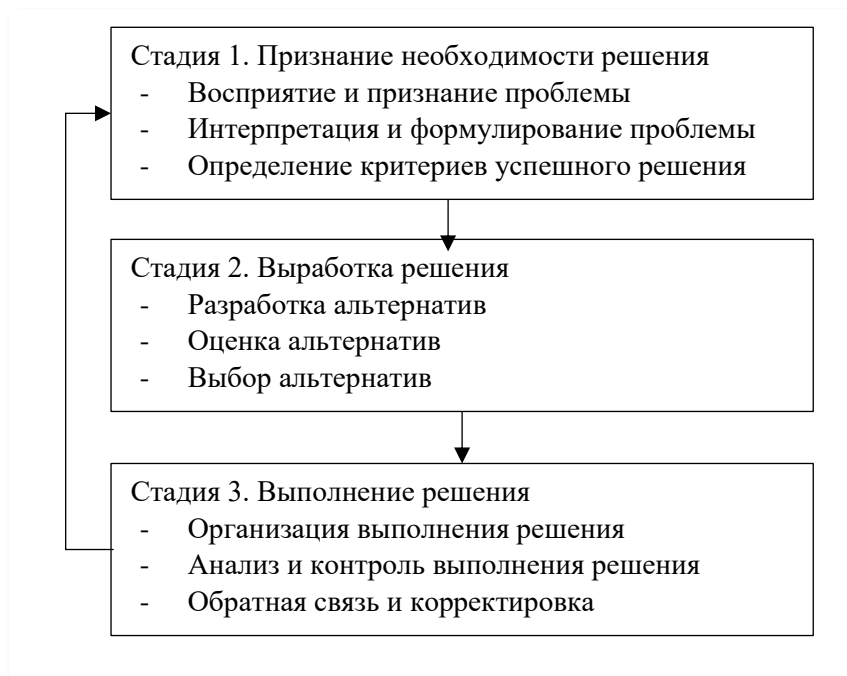 Стадия 1. Признание необходимости решения
- Восприятие и признание проблемы
- Интерпретация и формулирование проблемы
- Определение критериев успешного решения
Стадия 2. Выработка решения
- Разработка альтернатив
- Оценка альтернатив
- Выбор альтернатив
Стадия 3. Выполнение решения
- Организация выполнения решения
- Анализ и контроль выполнения решения
- Обратная связь и корректировка